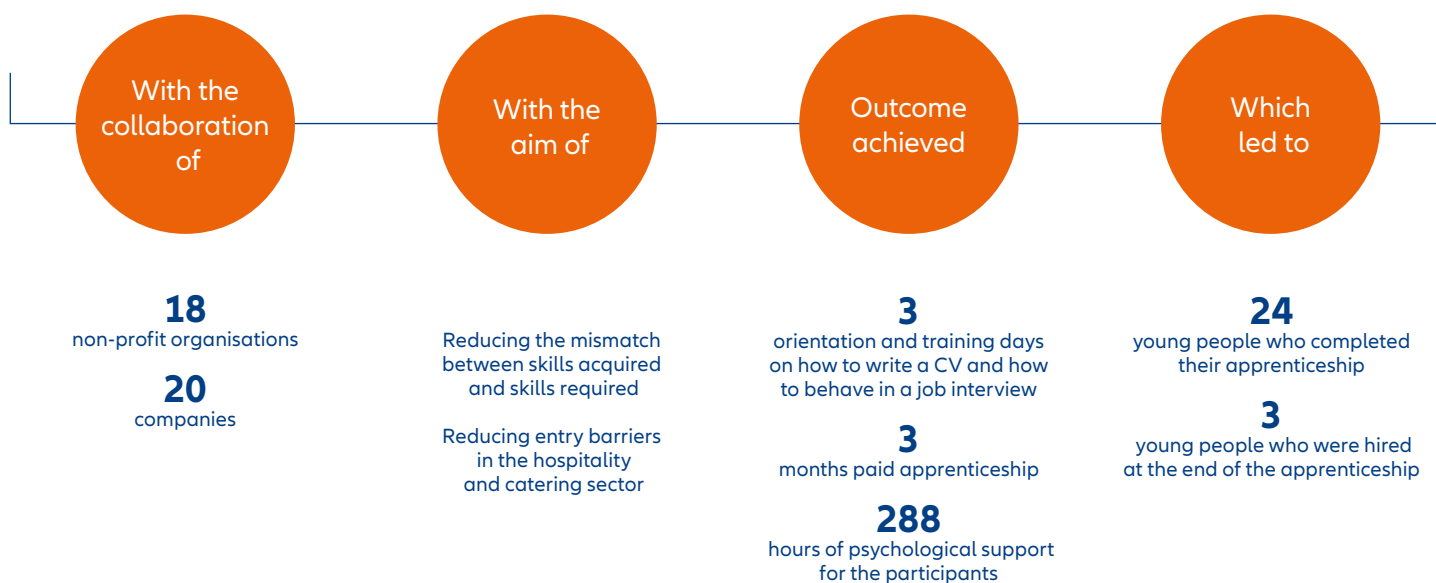 With the
collaboration
of
With the
aim of
Outcome
achieved
Which
led to
18
non-profit organisations
20
companies
Reducing the mismatch
between skills acquired
and skills required
Reducing entry barriers
in the hospitality
and catering sector
3
orientation and training days
on how to write a CV and how
to behave in a job interview
3
months paid apprenticeship
288
hours of psychological support
for the participants
24
young people who completed
their apprenticeship
3
young people who were hired
at the end of the apprenticeship